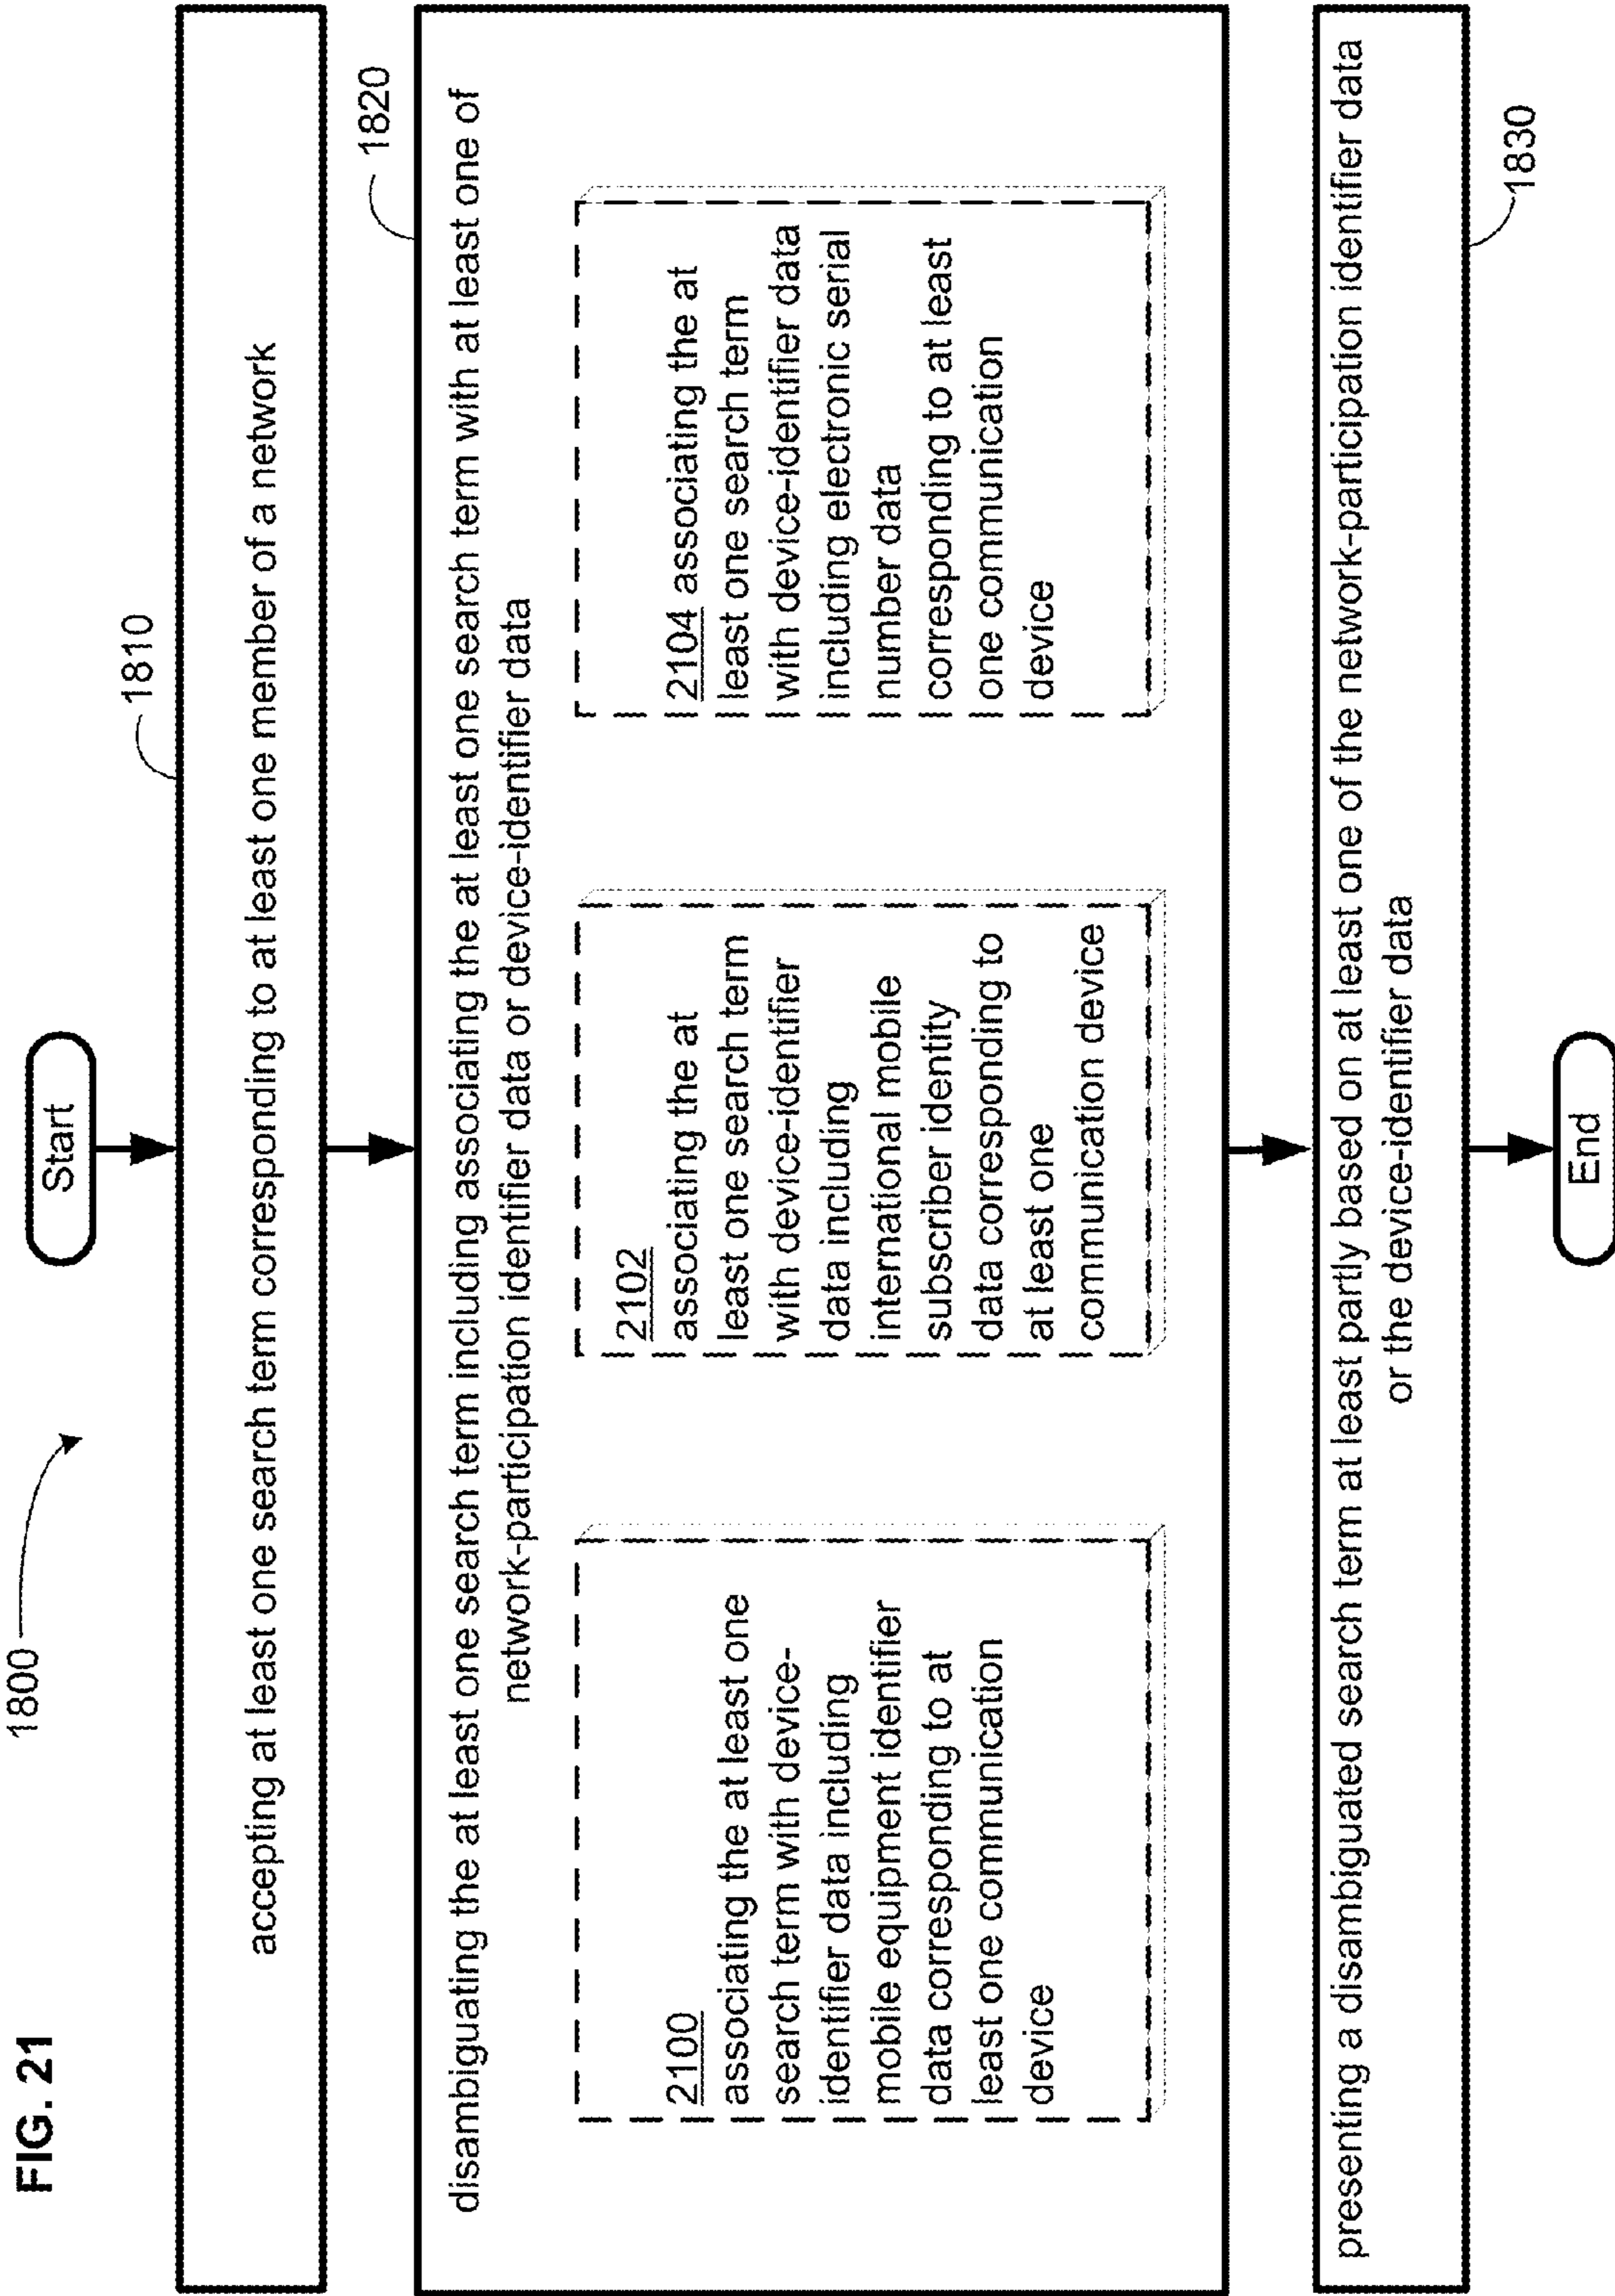 FIG. 21
1800
Start
1810
accepting at least one search term corresponding to at least one member of a network
1820
disambiguating the at least one search term including associating the at least one search term with at least one of
network-participation identifier data or device-identifier data
2100
associating the at least one
search term with device-
identifier data including
mobile equipment identifier
data corresponding to at
least one communication
device
2102
associating the at
least one search term
with device-identifier
data including
international mobile
subscriber identity
data corresponding to
at least one
communication device
2104 associating the at
least one search term
with device-identifier data
including electronic serial
number data
corresponding to at least
one communication
device
presenting a disambiguated search term at least partly based on at least one of the network-participation identifier data
or the device-identifier data
1830
End